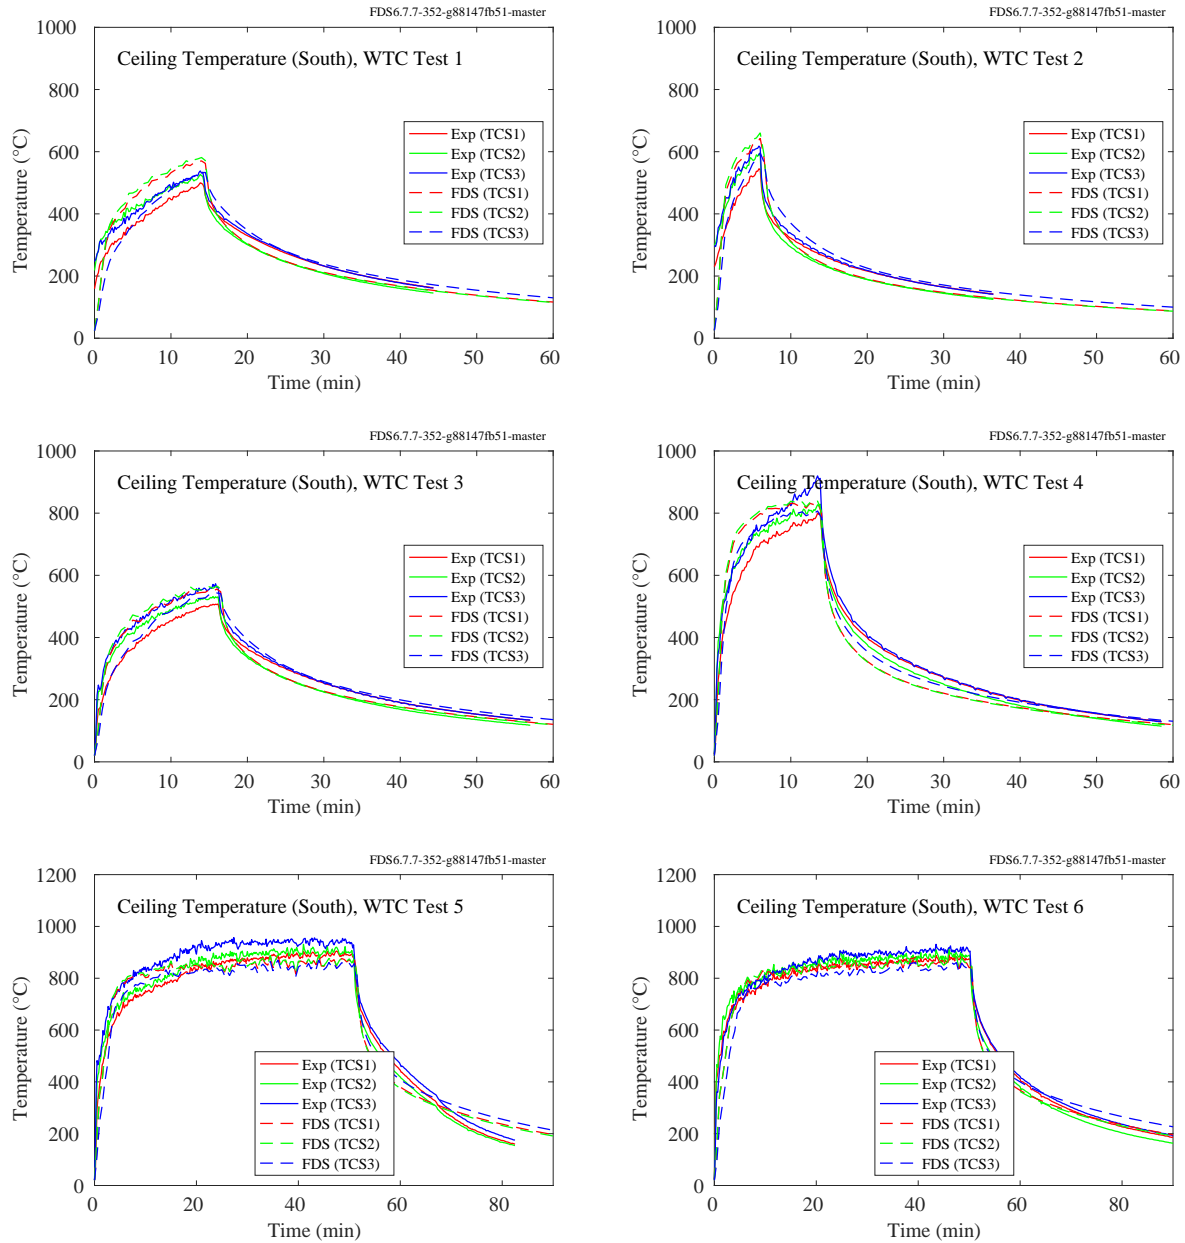 FDS6.7.7-352-g88147fb51-master
Ceiling Temperature (South), WTC Test 1
Temperature (°C)
1000
800
600
400
200
0
Exp (TCS1)
Exp (TCS2)
Exp (TCS3)
FDS (TCS1)
FDS (TCS2)
FDS (TCS3)
0 10 20 30 40 50 60
Time (min)
FDS6.7.7-352-g88147fb51-master
Ceiling Temperature (South), WTC Test 2
Temperature (°C)
1000
800
600
400
200
0
Exp (TCS1)
Exp (TCS2)
Exp (TCS3)
FDS (TCS1)
FDS (TCS2)
FDS (TCS3)
0 10 20 30 40 50 60
Time (min)
FDS6.7.7-352-g88147fb51-master
Ceiling Temperature (South), WTC Test 3
Temperature (°C)
1000
800
600
400
200
0
Exp (TCS1)
Exp (TCS2)
Exp (TCS3)
FDS (TCS1)
FDS (TCS2)
FDS (TCS3)
0 10 20 30 40 50 60
Time (min)
FDS6.7.7-352-g88147fb51-master
Ceiling Temperature (South), WTC Test 4
Temperature (°C)
1000
800
600
400
200
0
Exp (TCS1)
Exp (TCS2)
Exp (TCS3)
FDS (TCS1)
FDS (TCS2)
FDS (TCS3)
0 10 20 30 40 50 60
Time (min)
FDS6.7.7-352-g88147fb51-master
Ceiling Temperature (South), WTC Test 5
Temperature (°C)
1200
1000
800
600
400
200
0
Exp (TCS1)
Exp (TCS2)
Exp (TCS3)
FDS (TCS1)
FDS (TCS2)
FDS (TCS3)
0 20 40 60 80
Time (min)
FDS6.7.7-352-g88147fb51-master
Ceiling Temperature (South), WTC Test 6
Temperature (°C)
1200
1000
800
600
400
200
0
Exp (TCS1)
Exp (TCS2)
Exp (TCS3)
FDS (TCS1)
FDS (TCS2)
FDS (TCS3)
0 20 40 60 80
Time (min)